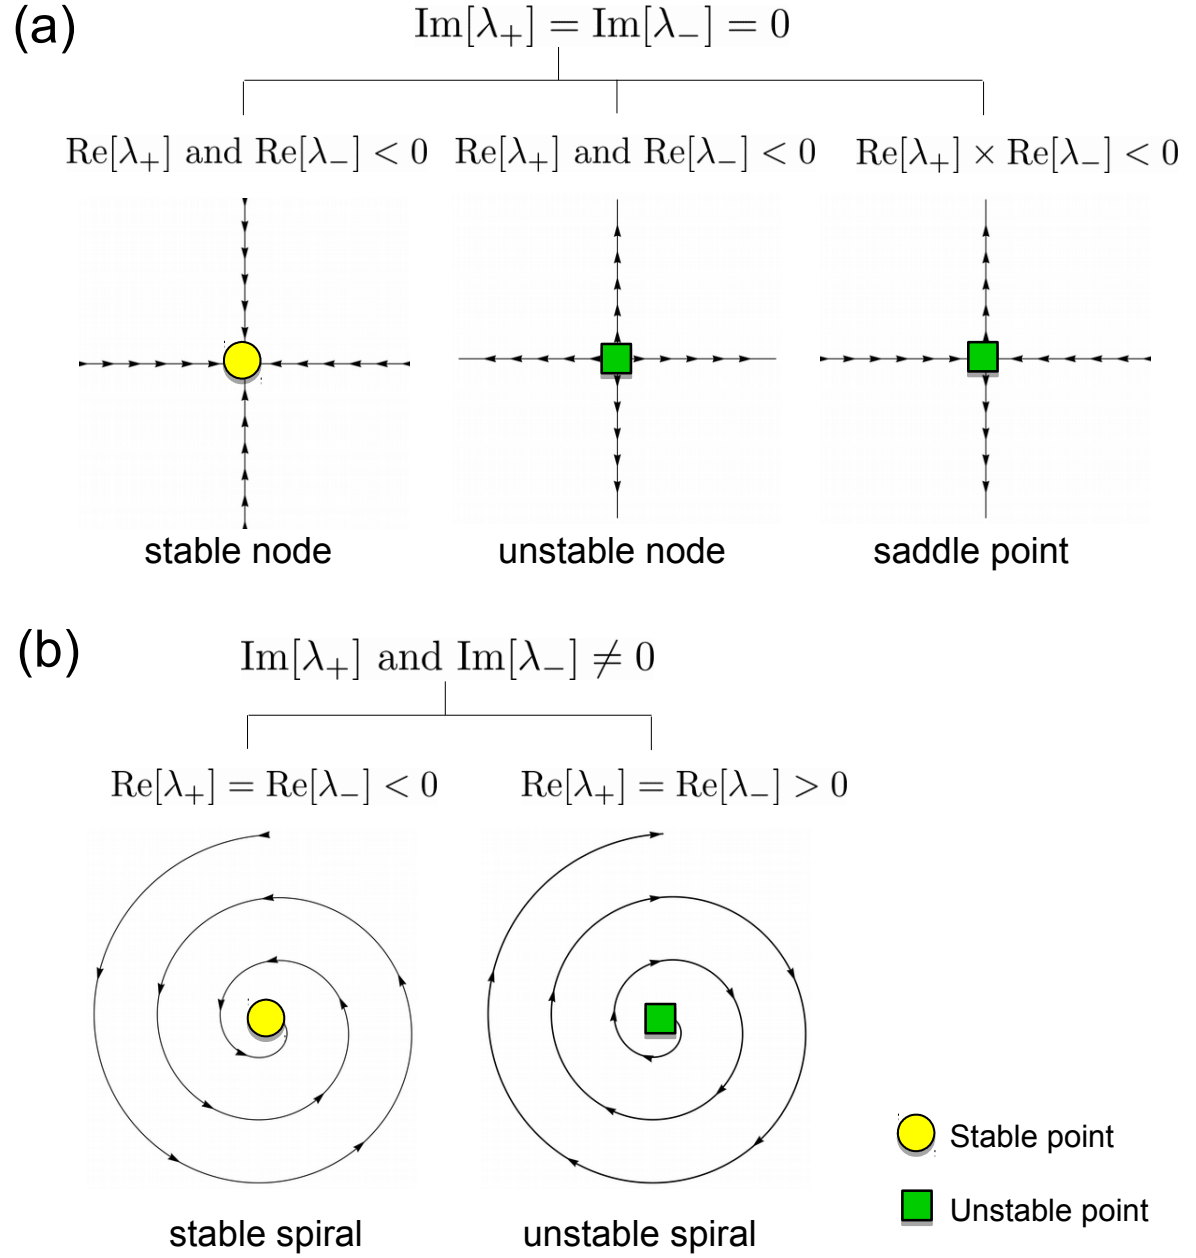 (a)
Im[λ₊] = Im[λ₋] = 0
Re[λ₊] and Re[λ₋] < 0
Re[λ₊] and Re[λ₋] < 0
Re[λ₊] × Re[λ₋] < 0
stable node
unstable node
saddle point
(b)
Im[λ₊] and Im[λ₋] ≠ 0
Re[λ₊] = Re[λ₋] < 0
Re[λ₊] = Re[λ₋] > 0
Stable point
Unstable point
stable spiral
unstable spiral